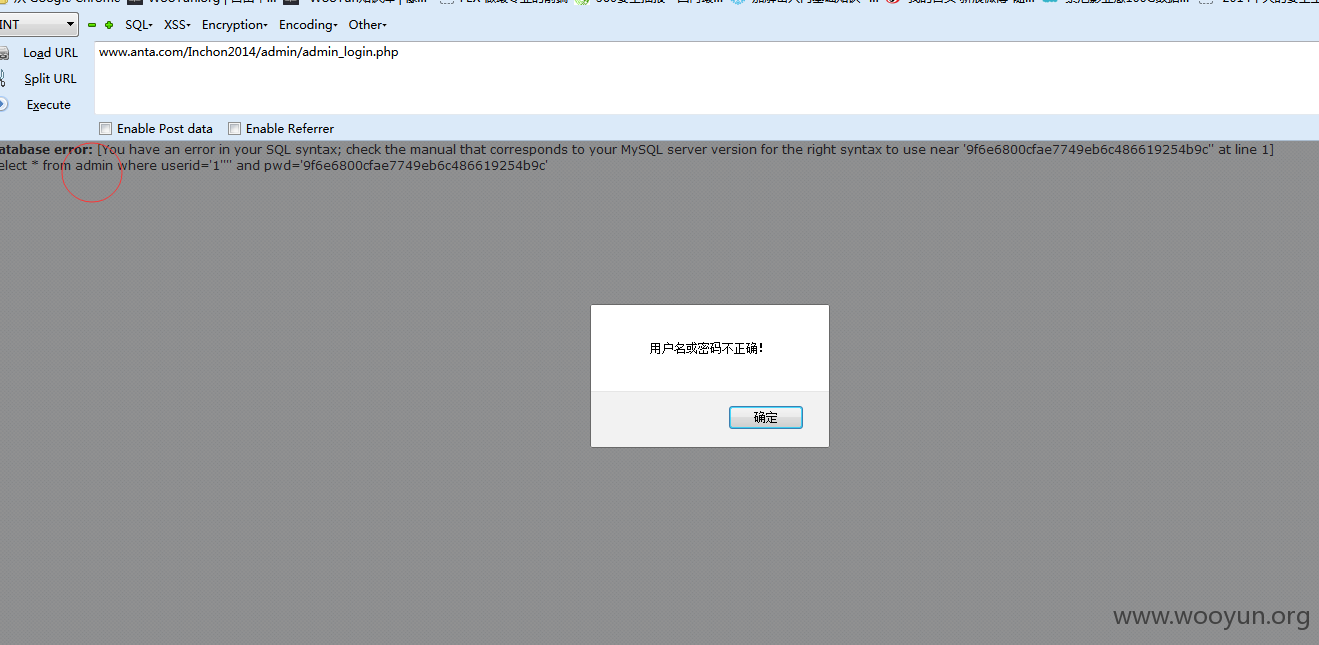 INT SQL- XSS- Encryption- Encoding- Other-
Load URL www.anta.com/Inchon2014/admin/admin_login.php
Split URL
Execute
Enable Post data Enable Referrer
atabase error: [You have an error in your SQL syntax; check the manual that corresponds to your MySQL server version for the right syntax to use near '9f6e6800cfae7749eb6c486619254b9c'' at line 1]
elect * from admin where userid='1'''' and pwd='9f6e6800cfae7749eb6c486619254b9c'
用户名或密码不正确!
确定
www.wooyun.org